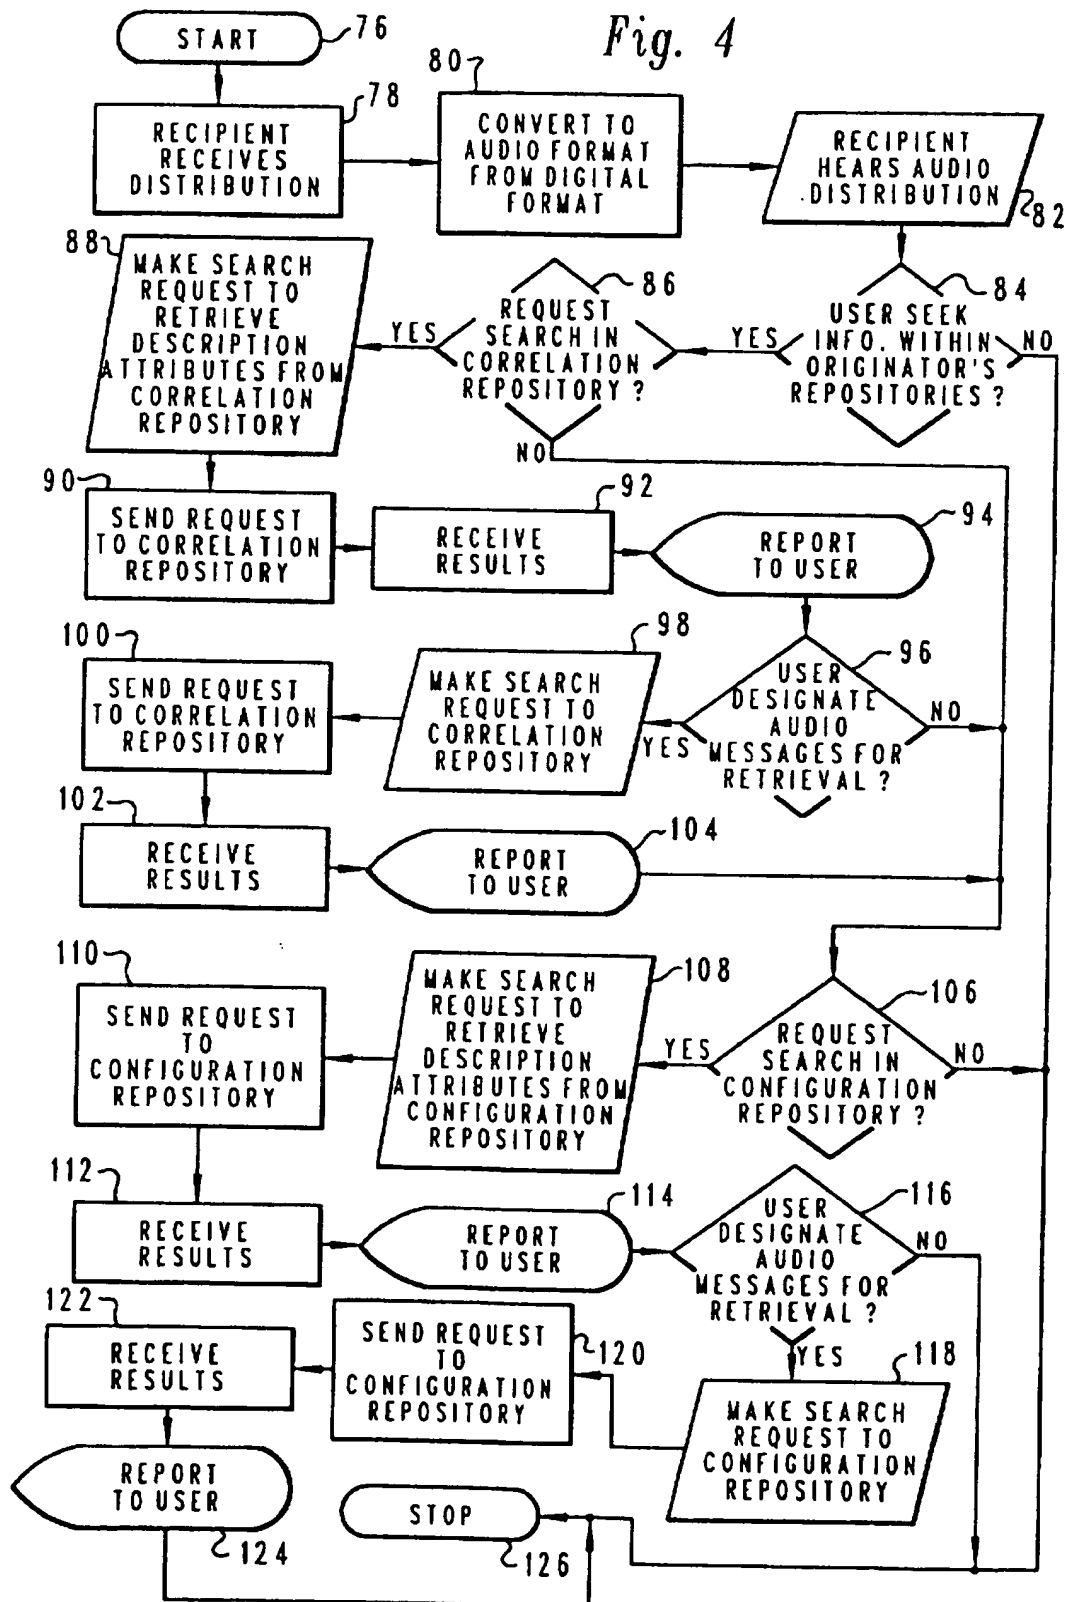 Fig. 4
START
76
78
RECIPIENT
RECEIVES
DISTRIBUTION
80
CONVERT TO
AUDIO FORMAT
FROM DIGITAL
FORMAT
RECIPIENT
HEARS AUDIO
DISTRIBUTION
82
84
USER SEEK
INFO. WITHIN
ORIGINATOR'S
REPOSITORIES ?
NO
YES
86
REQUEST
SEARCH IN
CORRELATION
REPOSITORY ?
YES
NO
88
MAKE SEARCH
REQUEST TO
RETRIEVE
DESCRIPTION
ATTRIBUTES FROM
CORRELATION
REPOSITORY
90
SEND REQUEST
TO CORRELATION
REPOSITORY
92
RECEIVE
RESULTS
94
REPORT
TO USER
96
USER
DESIGNATE
AUDIO
MESSAGES FOR
RETRIEVAL ?
NO
YES
98
MAKE SEARCH
REQUEST TO
CORRELATION
REPOSITORY
100
SEND REQUEST
TO CORRELATION
REPOSITORY
102
RECEIVE
RESULTS
104
REPORT
TO USER
106
REQUEST
SEARCH IN
CONFIGURATION
REPOSITORY ?
NO
YES
108
MAKE SEARCH
REQUEST TO
RETRIEVE
DESCRIPTION
ATTRIBUTES FROM
CONFIGURATION
REPOSITORY
110
SEND REQUEST
TO
CONFIGURATION
REPOSITORY
112
RECEIVE
RESULTS
114
REPORT
TO USER
116
USER
DESIGNATE
AUDIO
MESSAGES FOR
RETRIEVAL ?
NO
YES
118
MAKE SEARCH
REQUEST TO
CONFIGURATION
REPOSITORY
120
SEND REQUEST
TO
CONFIGURATION
REPOSITORY
122
RECEIVE
RESULTS
REPORT
TO USER
124
STOP
126